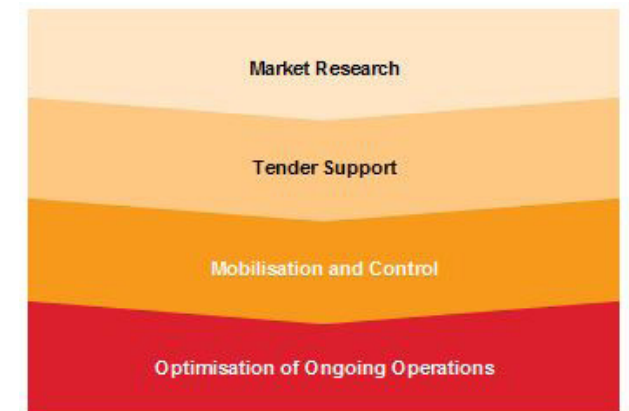 Market Research
Tender Support
Mobilisation and Control
Optimisation of Ongoing Operations